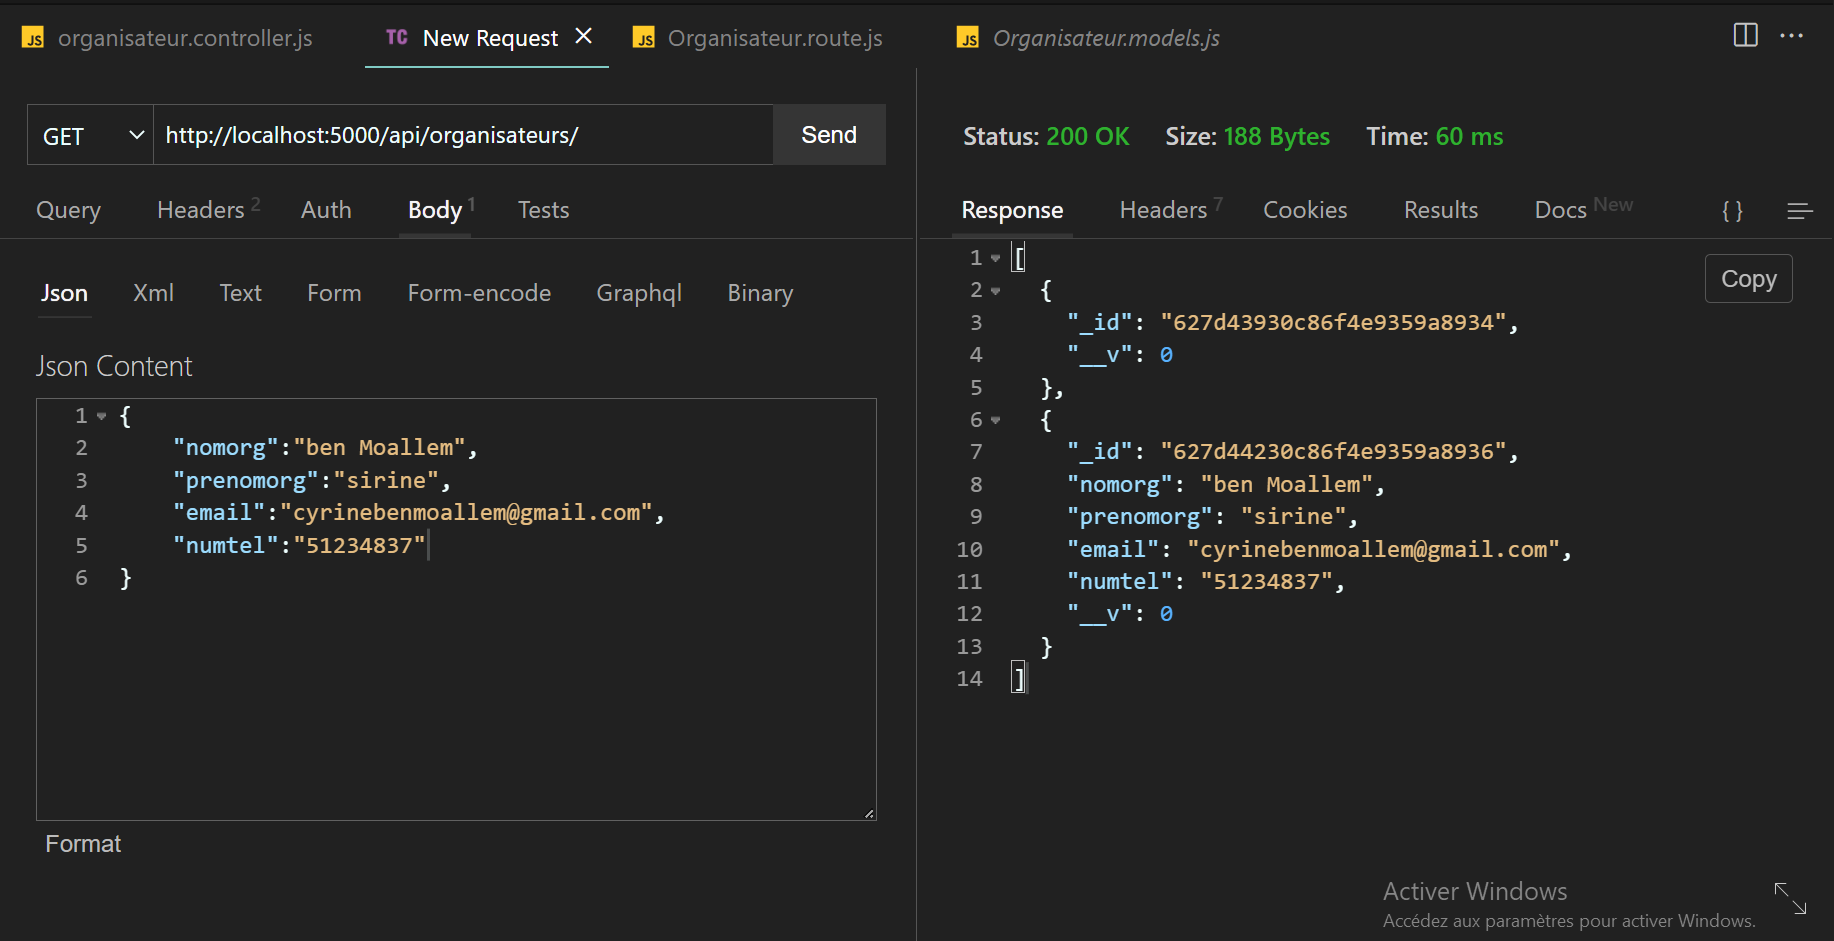 JS organisateur.controller.js TC New Request × JS Organisateur.route.js JS Organisateur.models.js ...
GET http://localhost:5000/api/organisateurs/ Send
Query Headers 2 Auth Body 1 Tests
Json Xml Text Form Form-encode Graphql Binary
Json Content
1 {
2 "nomorg":"ben Moallem",
3 "prenomorg":"sirine",
4 "email":"cyrinebenmoallem@gmail.com",
5 "numtel":"51234837"
6 }
Format
Status: 200 OK Size: 188 Bytes Time: 60 ms
Response Headers 7 Cookies Results Docs New { }
Copy
1 [
2 {
3 "_id": "627d43930c86f4e9359a8934",
4 "__v": 0
5 },
6 {
7 "_id": "627d44230c86f4e9359a8936",
8 "nomorg": "ben Moallem",
9 "prenomorg": "sirine",
10 "email": "cyrinebenmoallem@gmail.com",
11 "numtel": "51234837",
12 "__v": 0
13 }
14 ]
Activer Windows
Accédez aux paramètres pour activer Windows.